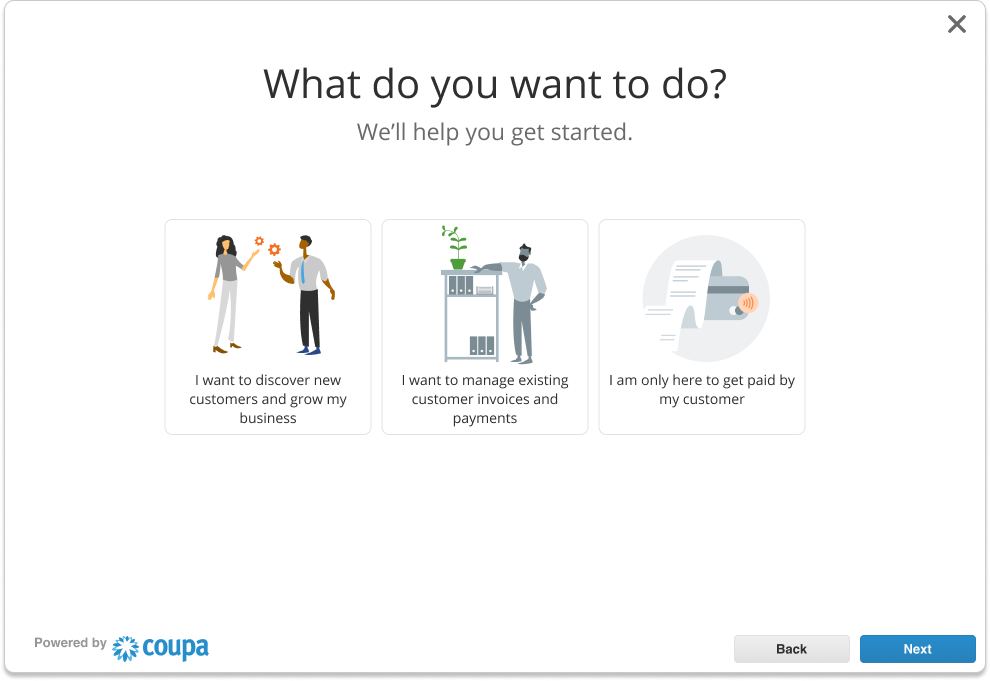 What do you want to do?
We’ll help you get started.
I want to discover new
customers and grow my
business
I want to manage existing
customer invoices and
payments
I am only here to get paid by
my customer
Powered by coupa
Back
Next